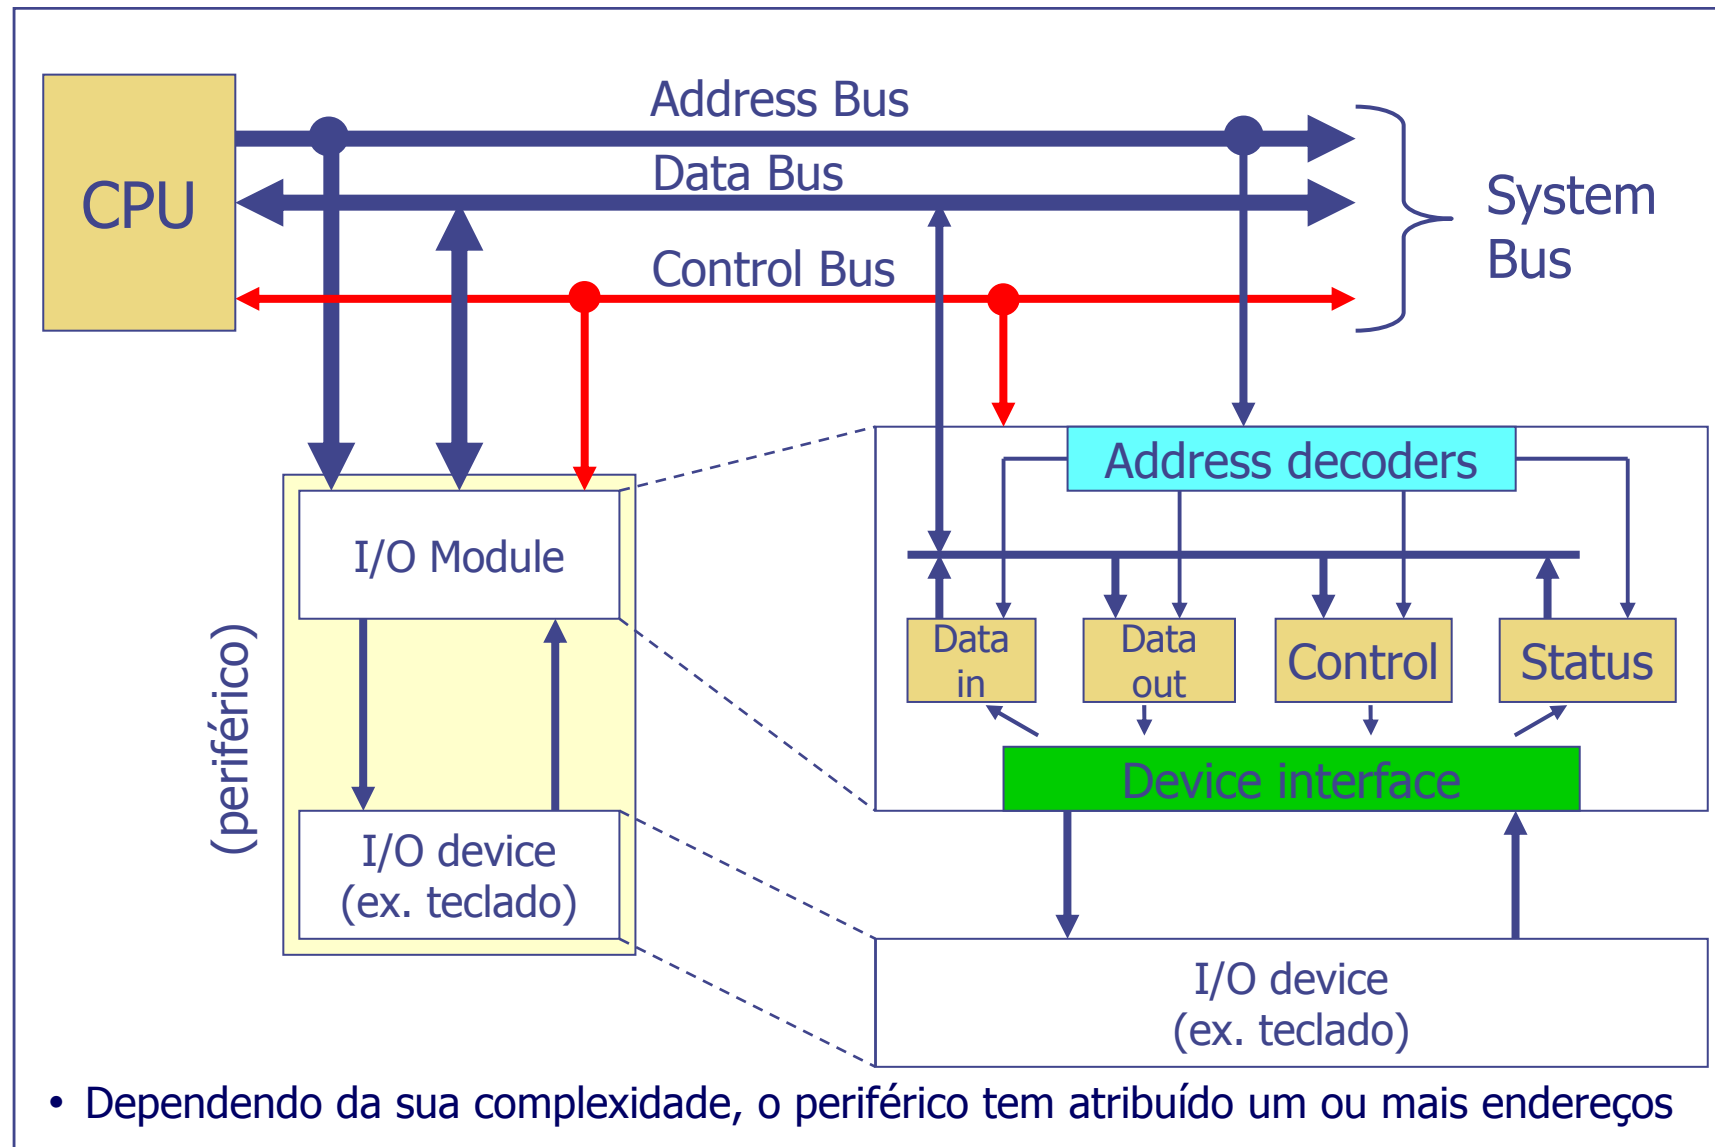 Address Bus
CPU
Data Bus
Control Bus
System
Bus
(periférico)
I/O Module
I/O device
(ex. teclado)
Address decoders
Data
in
Data
out
Control
Status
Device interface
I/O device
(ex. teclado)
• Dependendo da sua complexidade, o periférico tem atribuído um ou mais endereços